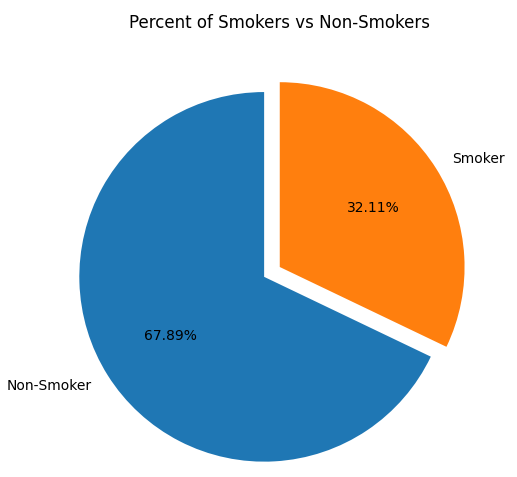 Percent of Smokers vs Non-Smokers
Smoker
32.11%
67.89%
Non-Smoker